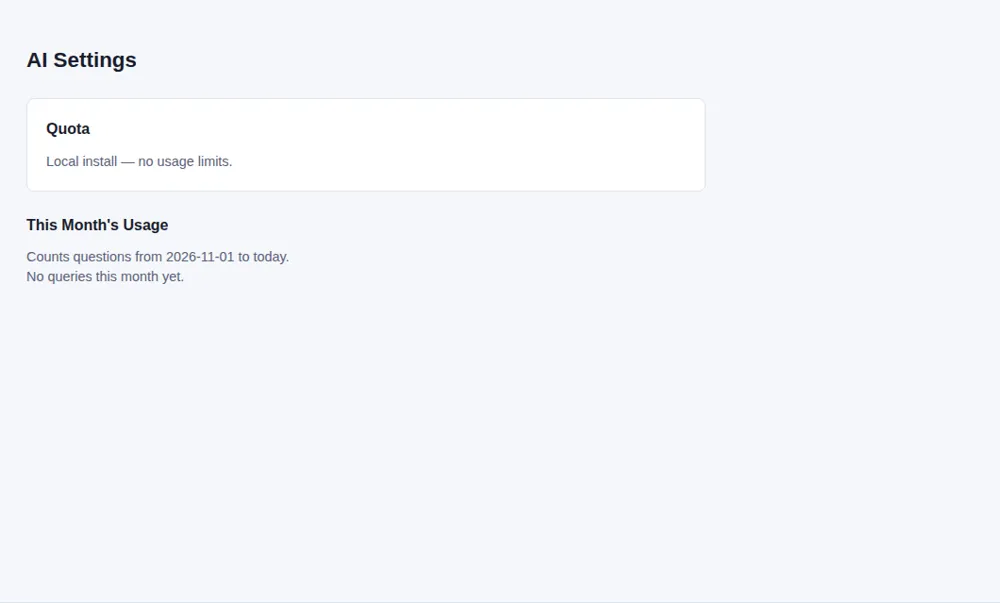 AI Settings
Quota
Local install — no usage limits.
This Month's Usage
Counts questions from 2026-11-01 to today.
No queries this month yet.